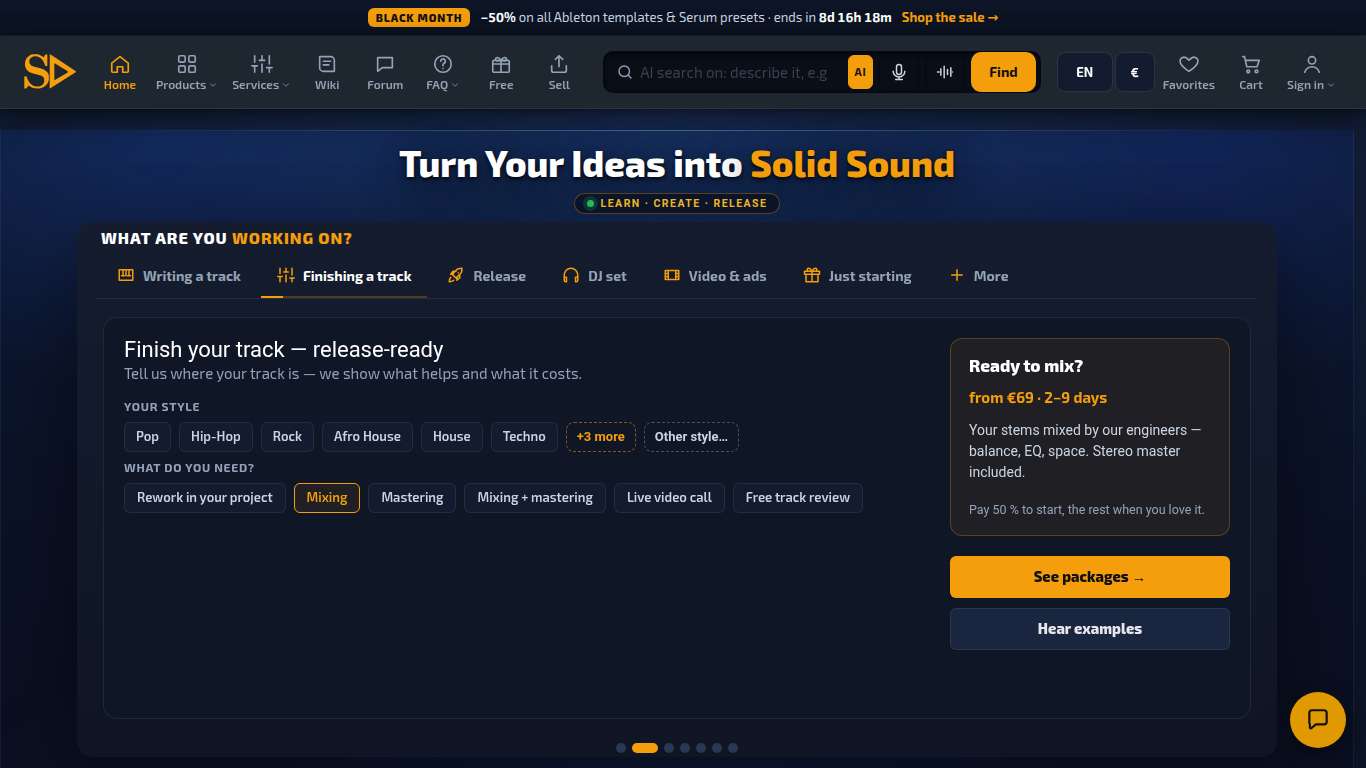 BLACK MONTH −50% on all Ableton templates & Serum presets · ends in 8d 16h 18m Shop the sale →
SD
Home
Products
Services
Wiki
Forum
FAQ
Free
Sell
AI search on: describe it, e.g
AI
Find
EN
€
Favorites
Cart
Sign in
Turn Your Ideas into Solid Sound
LEARN · CREATE · RELEASE
WHAT ARE YOU WORKING ON?
Writing a track
Finishing a track
Release
DJ set
Video & ads
Just starting
More
Finish your track — release-ready
Tell us where your track is — we show what helps and what it costs.
YOUR STYLE
Pop
Hip-Hop
Rock
Afro House
House
Techno
+3 more
Other style...
WHAT DO YOU NEED?
Rework in your project
Mixing
Mastering
Mixing + mastering
Live video call
Free track review
Ready to mix?
from €69 · 2–9 days
Your stems mixed by our engineers —
balance, EQ, space. Stereo master
included.
Pay 50 % to start, the rest when you love it.
See packages →
Hear examples